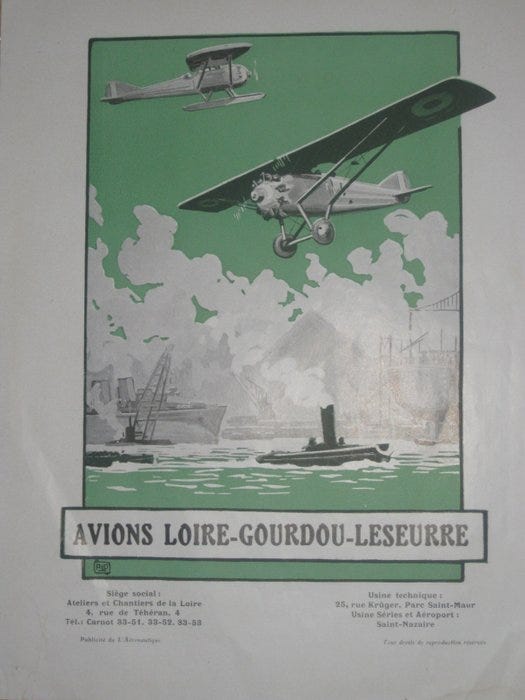 AVIONS LOIRE-GOURDOU-LESEURRE
Siège social :
Ateliers et Chantiers de la Loire
4, rue de Téhéran, 4
Tél.: Carnot 33-51, 33-52, 33-53
Publicité de L'Aéronautique
Usine technique :
25, rue Krüger, Parc Saint-Maur
Usine Séries et Aéroport :
Saint-Nazaire
Tous droits de reproduction réservés